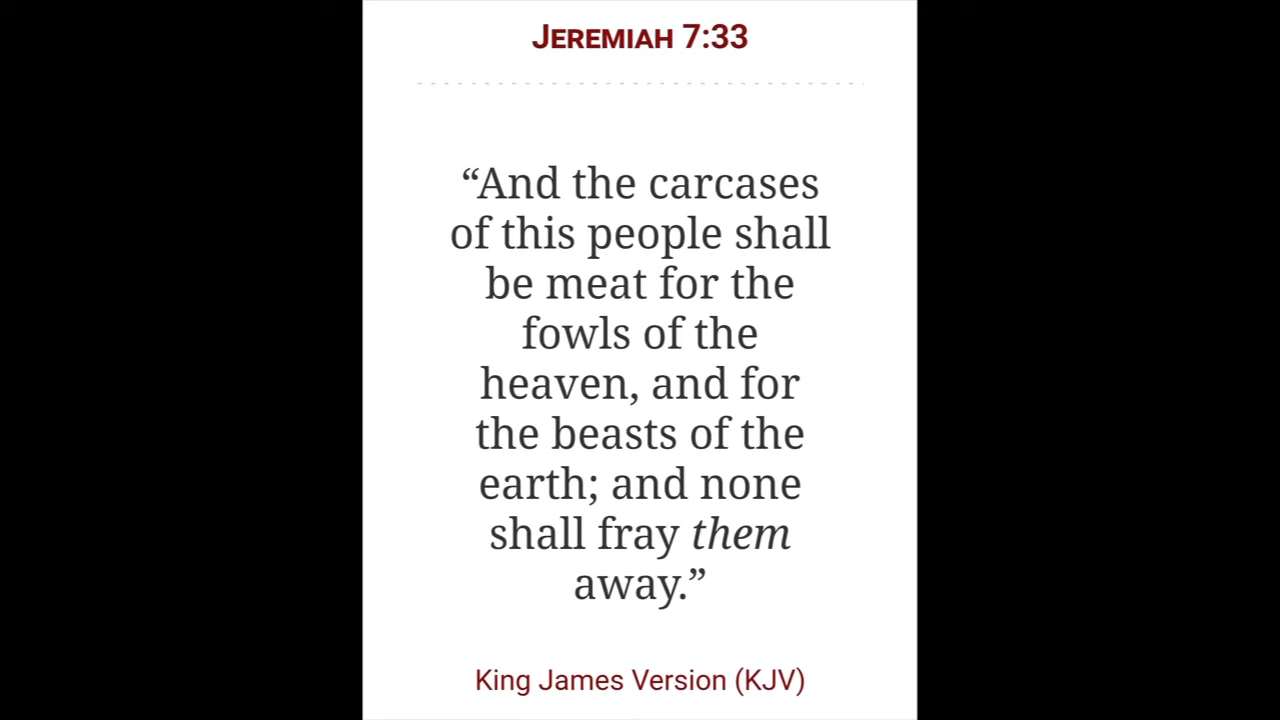 JEREMIAH 7:33
“And the carcases
of this people shall
be meat for the
fowls of the
heaven, and for
the beasts of the
earth; and none
shall fray them
away.”
King James Version (KJV)